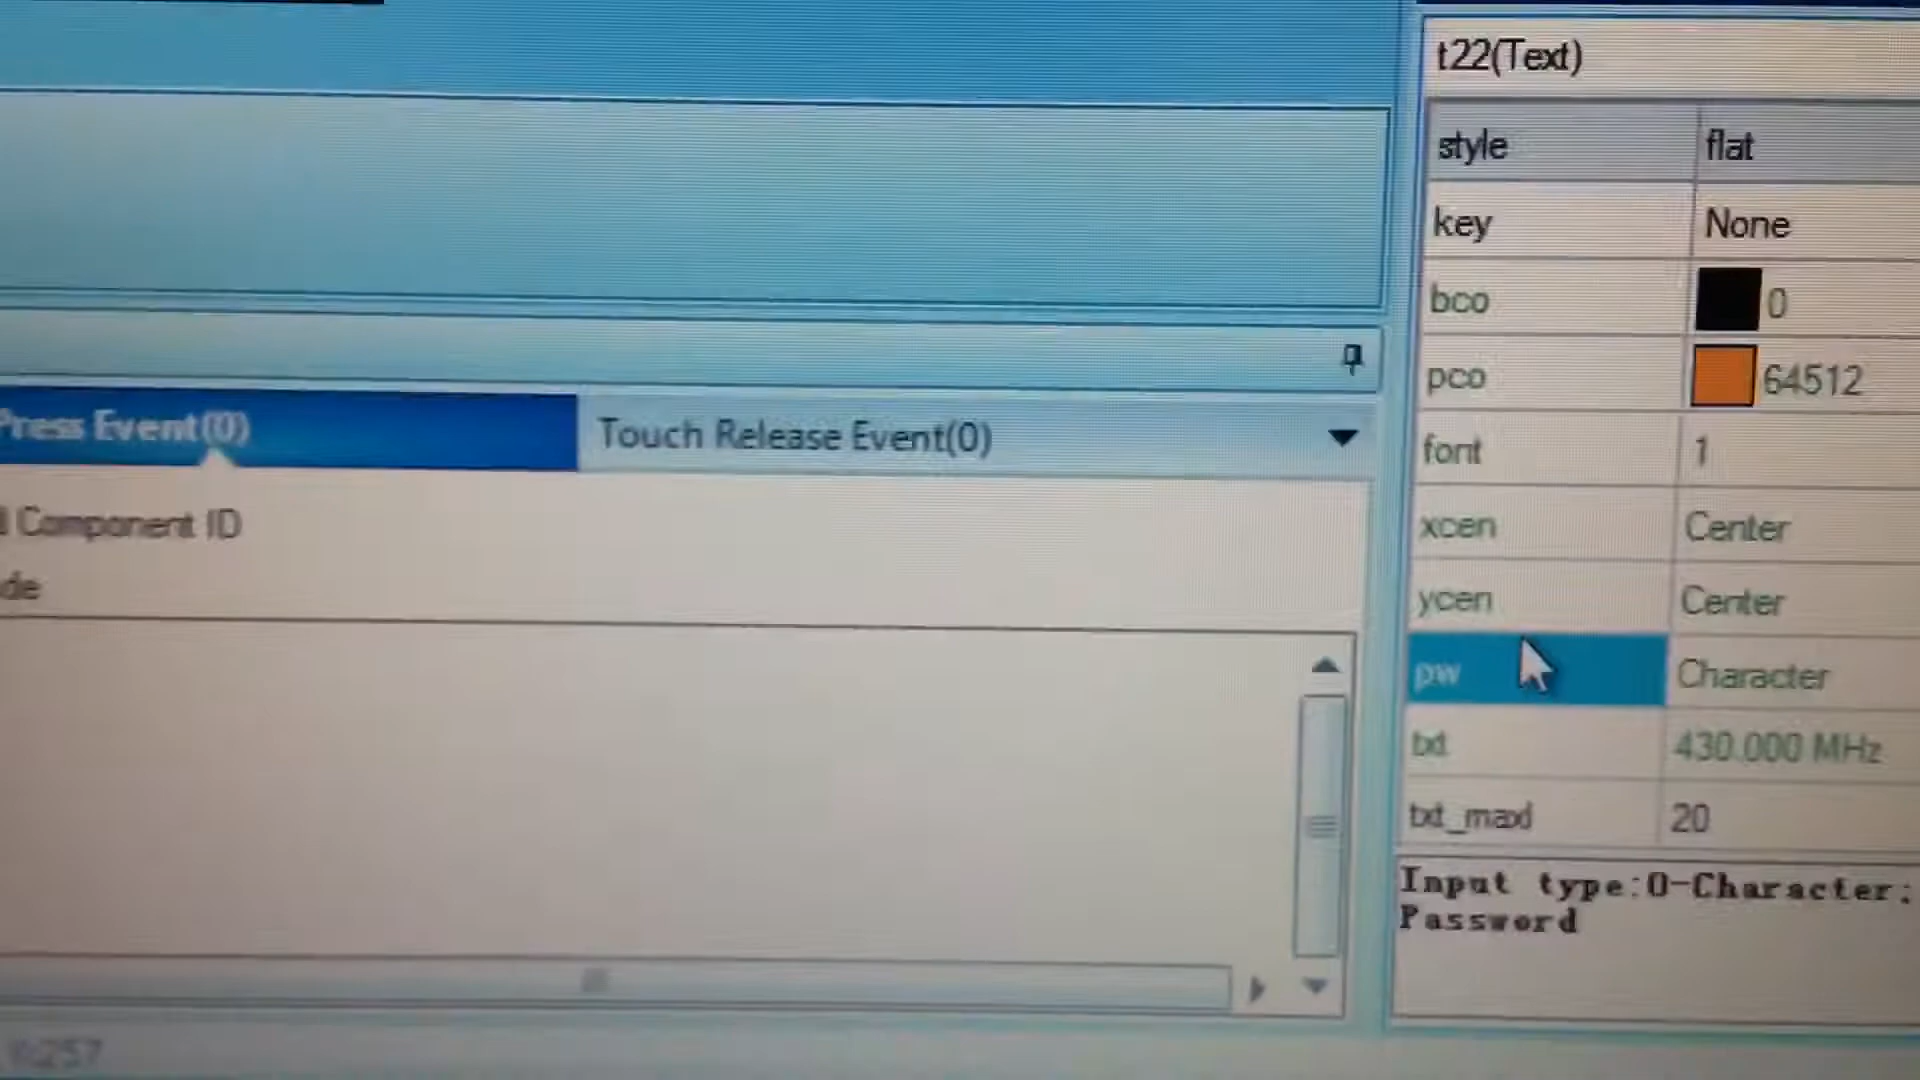 t22(Text)
style flat
key None
bco 0
pco 64512
font 1
xcen Center
ycen Center
pw Character
txt 430.000 MHz
txt_maxl 20
Input type:0-Character;
Password
Press Event(0) Touch Release Event(0)
Component ID
de